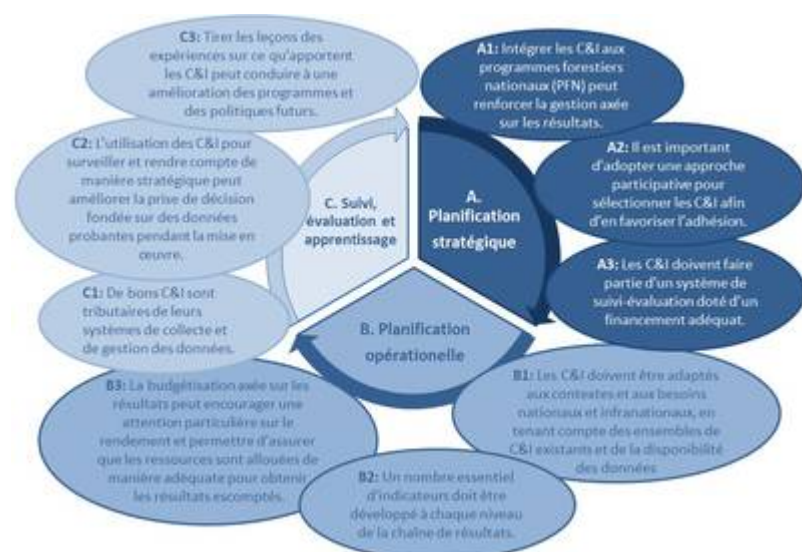 A1: Intégrer les C&I aux
programmes forestiers
nationaux (PFN) peut
renforcer la gestion axée
sur les résultats.
A2: Il est important
d'adopter une approche
participative pour
sélectionner les C&I afin
d'en favoriser l'adhésion.
A3: Les C&I doivent faire
partie d'un système de
suivi-évaluation doté d'un
financement adéquat.
A.
Planification
stratégique
B1: Les C&I doivent être adaptés
aux contextes et aux besoins
nationaux et infranationaux, en
tenant compte des ensembles de
C&I existants et de la disponibilité
des données
B2: Un nombre essentiel
d'indicateurs doit être
développé à chaque niveau
de la chaîne de résultats.
B3: La budgétisation axée sur les
résultats peut encourager une
attention particulière sur le
rendement et permettre d'assurer
que les ressources sont allouées de
manière adéquate pour obtenir
les résultats escomptés.
B. Planification
opérationelle
C1: De bons C&I sont
tributaires de leurs
systèmes de collecte et
de gestion des données.
C2: L'utilisation des C&I pour
surveiller et rendre compte de
manière stratégique peut
améliorer la prise de décision
fondée sur des données
probantes pendant la mise en
œuvre.
C3: Tirer les leçons des
expériences sur ce qu'apportent
les C&I peut conduire à une
amélioration des programmes et
des politiques futurs.
C. Suivi,
évaluation et
apprentissage